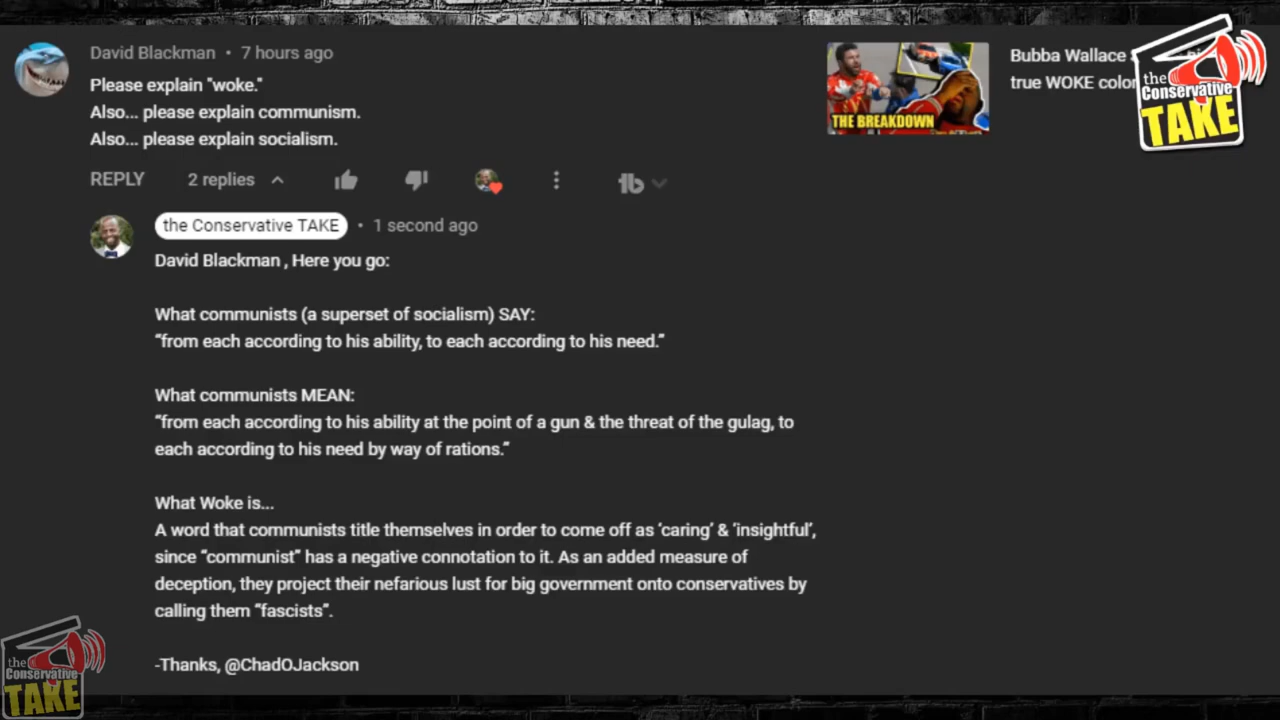 David Blackman • 7 hours ago
Please explain "woke."
Also... please explain communism.
Also... please explain socialism.
REPLY 2 replies
the Conservative TAKE • 1 second ago
David Blackman , Here you go:
What communists (a superset of socialism) SAY:
“from each according to his ability, to each according to his need.”
What communists MEAN:
“from each according to his ability at the point of a gun & the threat of the gulag, to
each according to his need by way of rations.”
What Woke is...
A word that communists title themselves in order to come off as ‘caring’ & ‘insightful’,
since “communist” has a negative connotation to it. As an added measure of
deception, they project their nefarious lust for big government onto conservatives by
calling them “fascists”.
-Thanks, @ChadOJackson
THE BREAKDOWN
Bubba Wallace
true WOKE
the
Conservative
TAKE
the
Conservative
TAKE